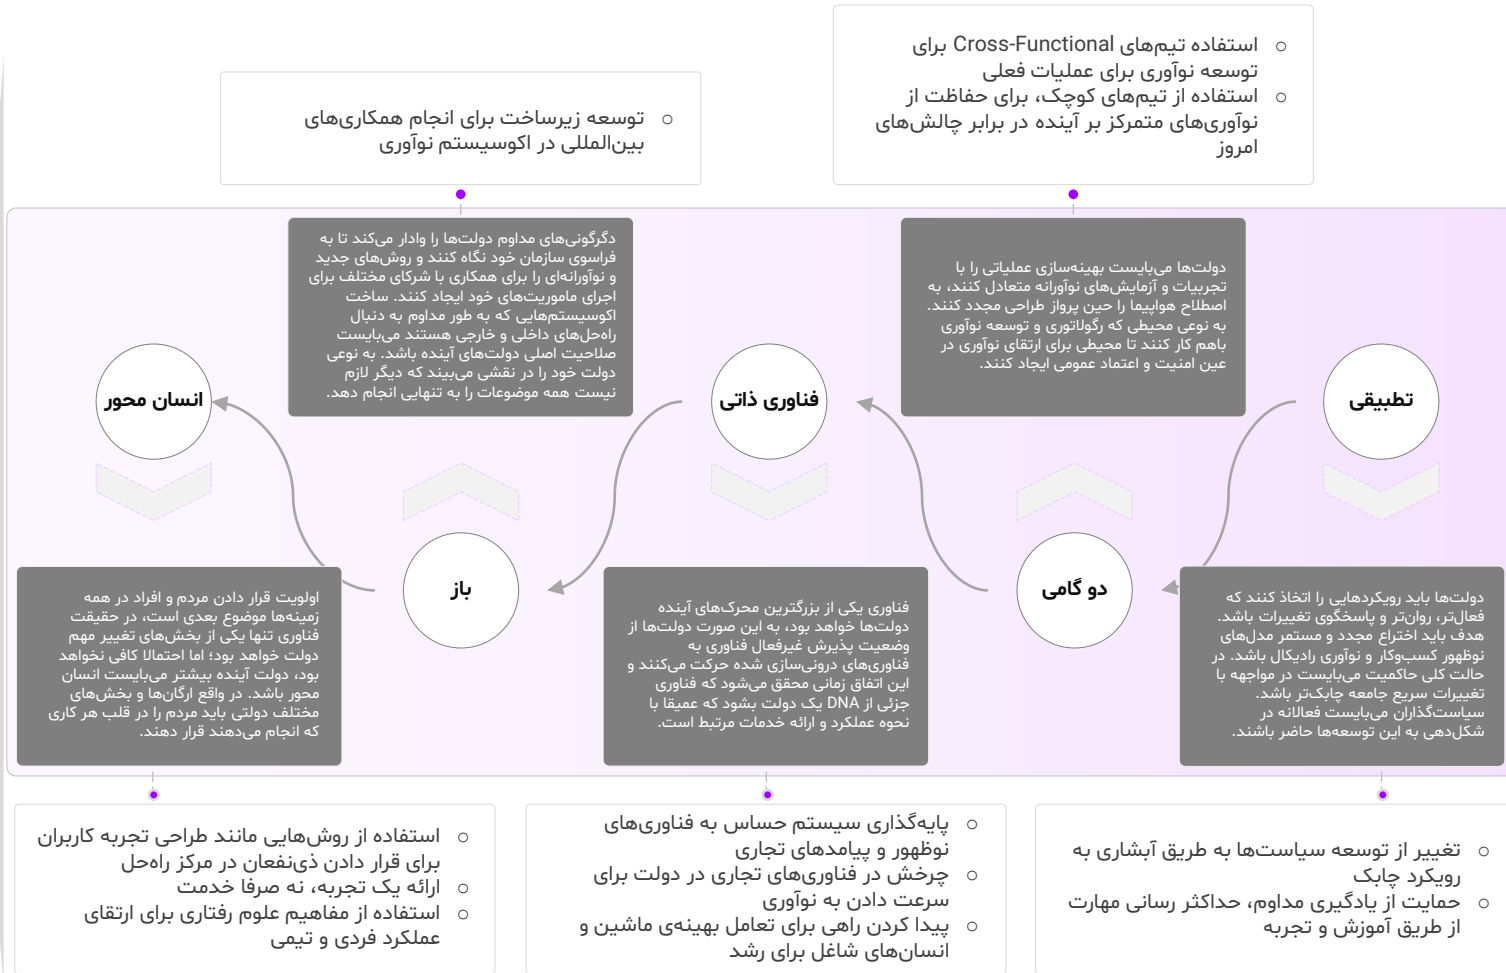 استفاده تیم‌های Cross-Functional برای
توسعه نوآوری برای عملیات فعلی
استفاده از تیم‌های کوچک، برای حفاظت از
نوآوری‌های متمرکز بر آینده در برابر چالش‌های
امروز
توسعه زیرساخت برای انجام همکاری‌های
بین‌المللی در اکوسیستم نوآوری
دولت‌ها می‌بایست بهینه‌سازی عملیاتی را با
تجربیات و آزمایش‌های نوآورانه متعادل کنند، به
اصطلاح هواپیما را حین پرواز طراحی مجدد کنند.
به نوعی محیطی که رگولاتوری و توسعه نوآوری
باهم کار کنند تا محیطی برای ارتقای نوآوری در
عین امنیت و اعتماد عمومی ایجاد کنند.
دگرگونی‌های مداوم دولت‌ها را وادار می‌کند تا به
فراسوی سازمان خود نگاه کنند و روش‌های جدید
و نوآورانه‌ای را برای همکاری با شرکای مختلف برای
اجرای ماموریت‌های خود ایجاد کنند. ساخت
اکوسیستم‌هایی که به طور مداوم به دنبال
راه‌حل‌های داخلی و خارجی هستند می‌بایست
صلاحیت اصلی دولت‌های آینده باشد. به نوعی
دولت خود را در نقشی می‌بیند که دیگر لازم
نیست همه موضوعات را به تنهایی انجام دهد.
تطبیقی
فناوری ذاتی
انسان محور
دو گامی
باز
دولت‌ها باید رویکردهایی را اتخاذ کنند که
فعال‌تر، روان‌تر و پاسخگوی تغییرات باشد.
هدف باید اختراع مجدد و مستمر مدل‌های
نوظهور کسب‌وکار و نوآوری رادیکال باشد. در
حالت کلی حاکمیت می‌بایست در مواجهه با
تغییرات سریع جامعه چابک‌تر باشد.
سیاست‌گذاران می‌بایست فعالانه در
شکل‌دهی به این توسعه‌ها حاضر باشند.
فناوری یکی از بزرگترین محرک‌های آینده
دولت‌ها خواهد بود، به این صورت دولت‌ها از
وضعیت پذیرش غیرفعال فناوری به
فناوری‌های درونی‌سازی شده حرکت می‌کنند و
این اتفاق زمانی محقق می‌شود که فناوری
جزئی از DNA یک دولت بشود که عمیقا با
نحوه عملکرد و ارائه خدمات مرتبط است.
اولویت قرار دادن مردم و افراد در همه
زمینه‌ها موضوع بعدی است، در حقیقت
فناوری تنها یکی از بخش‌های تغییر مهم
دولت خواهد بود؛ اما احتمالا کافی نخواهد
بود، دولت آینده بیشتر می‌بایست انسان
محور باشد. در واقع ارگان‌ها و بخش‌های
مختلف دولتی باید مردم را در قلب هر کاری
که انجام می‌دهند قرار دهند.
تغییر از توسعه سیاست‌ها به طریق آبشاری به
رویکرد چابک
حمایت از یادگیری مداوم، حداکثر رسانی مهارت
از طریق آموزش و تجربه
پایه‌گذاری سیستم حساس به فناوری‌های
نوظهور و پیامدهای تجاری
چرخش در فناوری‌های تجاری در دولت برای
سرعت دادن به نوآوری
پیدا کردن راهی برای تعامل بهینه‌ی ماشین و
انسان‌های شاغل برای رشد
استفاده از روش‌هایی مانند طراحی تجربه کاربران
برای قرار دادن ذی‌نفعان در مرکز راه‌حل
ارائه یک تجربه، نه صرفا خدمت
استفاده از مفاهیم علوم رفتاری برای ارتقای
عملکرد فردی و تیمی